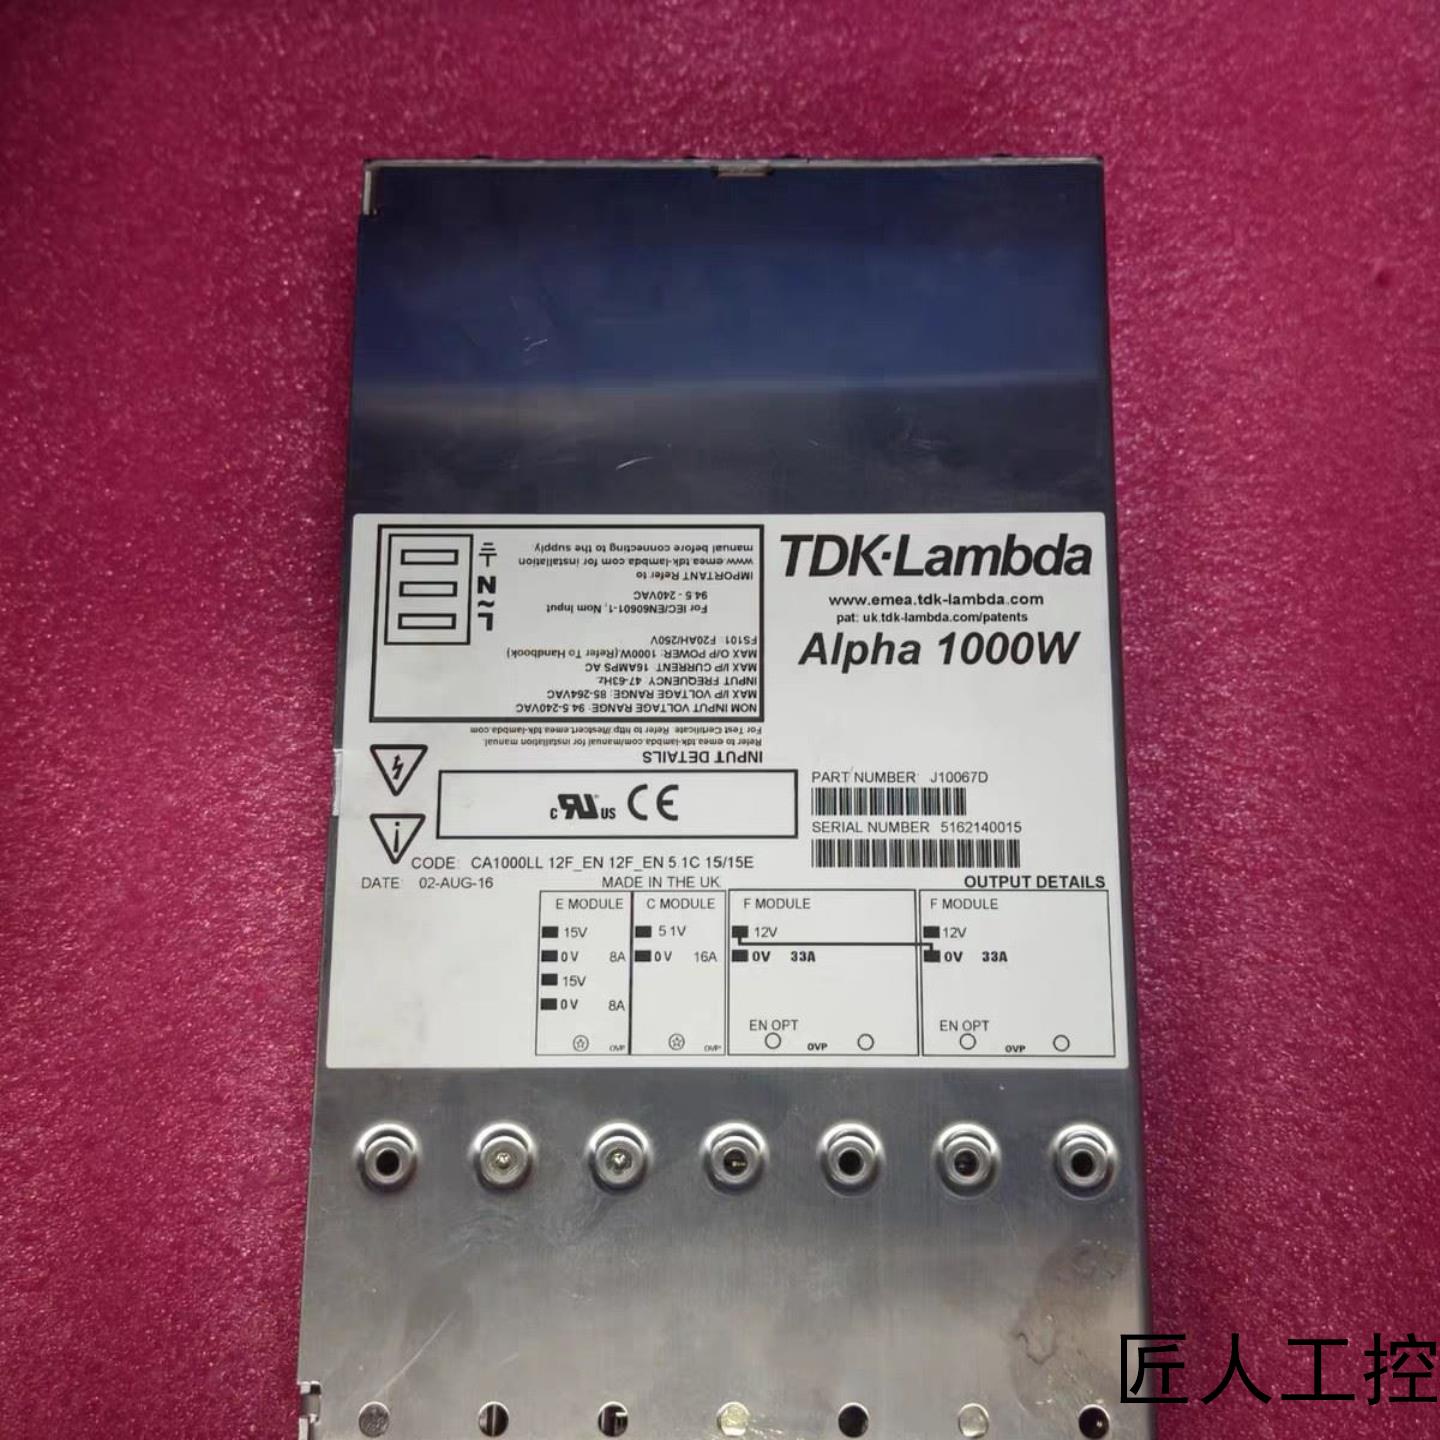 TDK·Lambda
www.emea.tdk-lambda.com
pat: uk.tdk-lambda.com/patents
Alpha 1000W
INPUT DETAILS
Refer to emea.tdk-lambda.com/manual for installation manual.
For Test Certificate Refer to http://testcert.emea.tdk-lambda.com
NOM INPUT VOLTAGE RANGE: 94.5-240VAC
MAX I/P VOLTAGE RANGE: 85-264VAC
INPUT FREQUENCY: 47-63Hz.
MAX I/P CURRENT: 16AMPS AC
MAX O/P POWER: 1000W(Refer To Handbook)
FS101: F20AH/250V
For IEC/EN60601-1, Nom Input
94.5 - 240VAC
IMPORTANT Refer to
www.emea.tdk-lambda.com for installation
manual before connecting to the supply.
L
~
N
c RU US CE
PART NUMBER: J10067D
SERIAL NUMBER 5162140015
CODE: CA1000LL 12F_EN 12F_EN 5.1C 15/15E
DATE: 02-AUG-16
MADE IN THE UK
OUTPUT DETAILS
E MODULE
15V
0V 8A
15V
0V 8A
OVP
C MODULE
5.1V
0V 16A
OVP
F MODULE
12V
0V 33A
EN OPT
OVP
F MODULE
12V
0V 33A
EN OPT
OVP
匠人工控